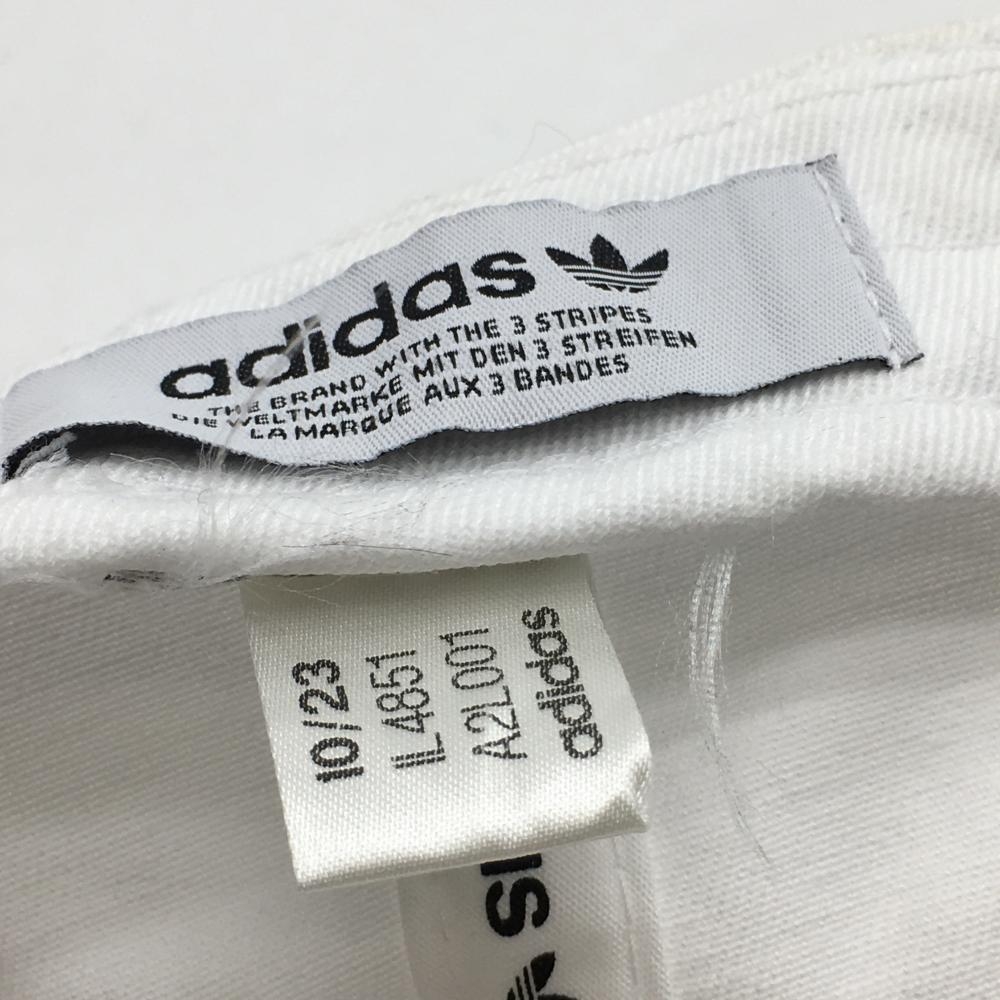 adidas
THE BRAND WITH THE 3 STRIPES
DIE WELTMARKE MIT DEN 3 STREIFEN
LA MARQUE AUX 3 BANDES
10/23
IL4851
A2L001
adidas